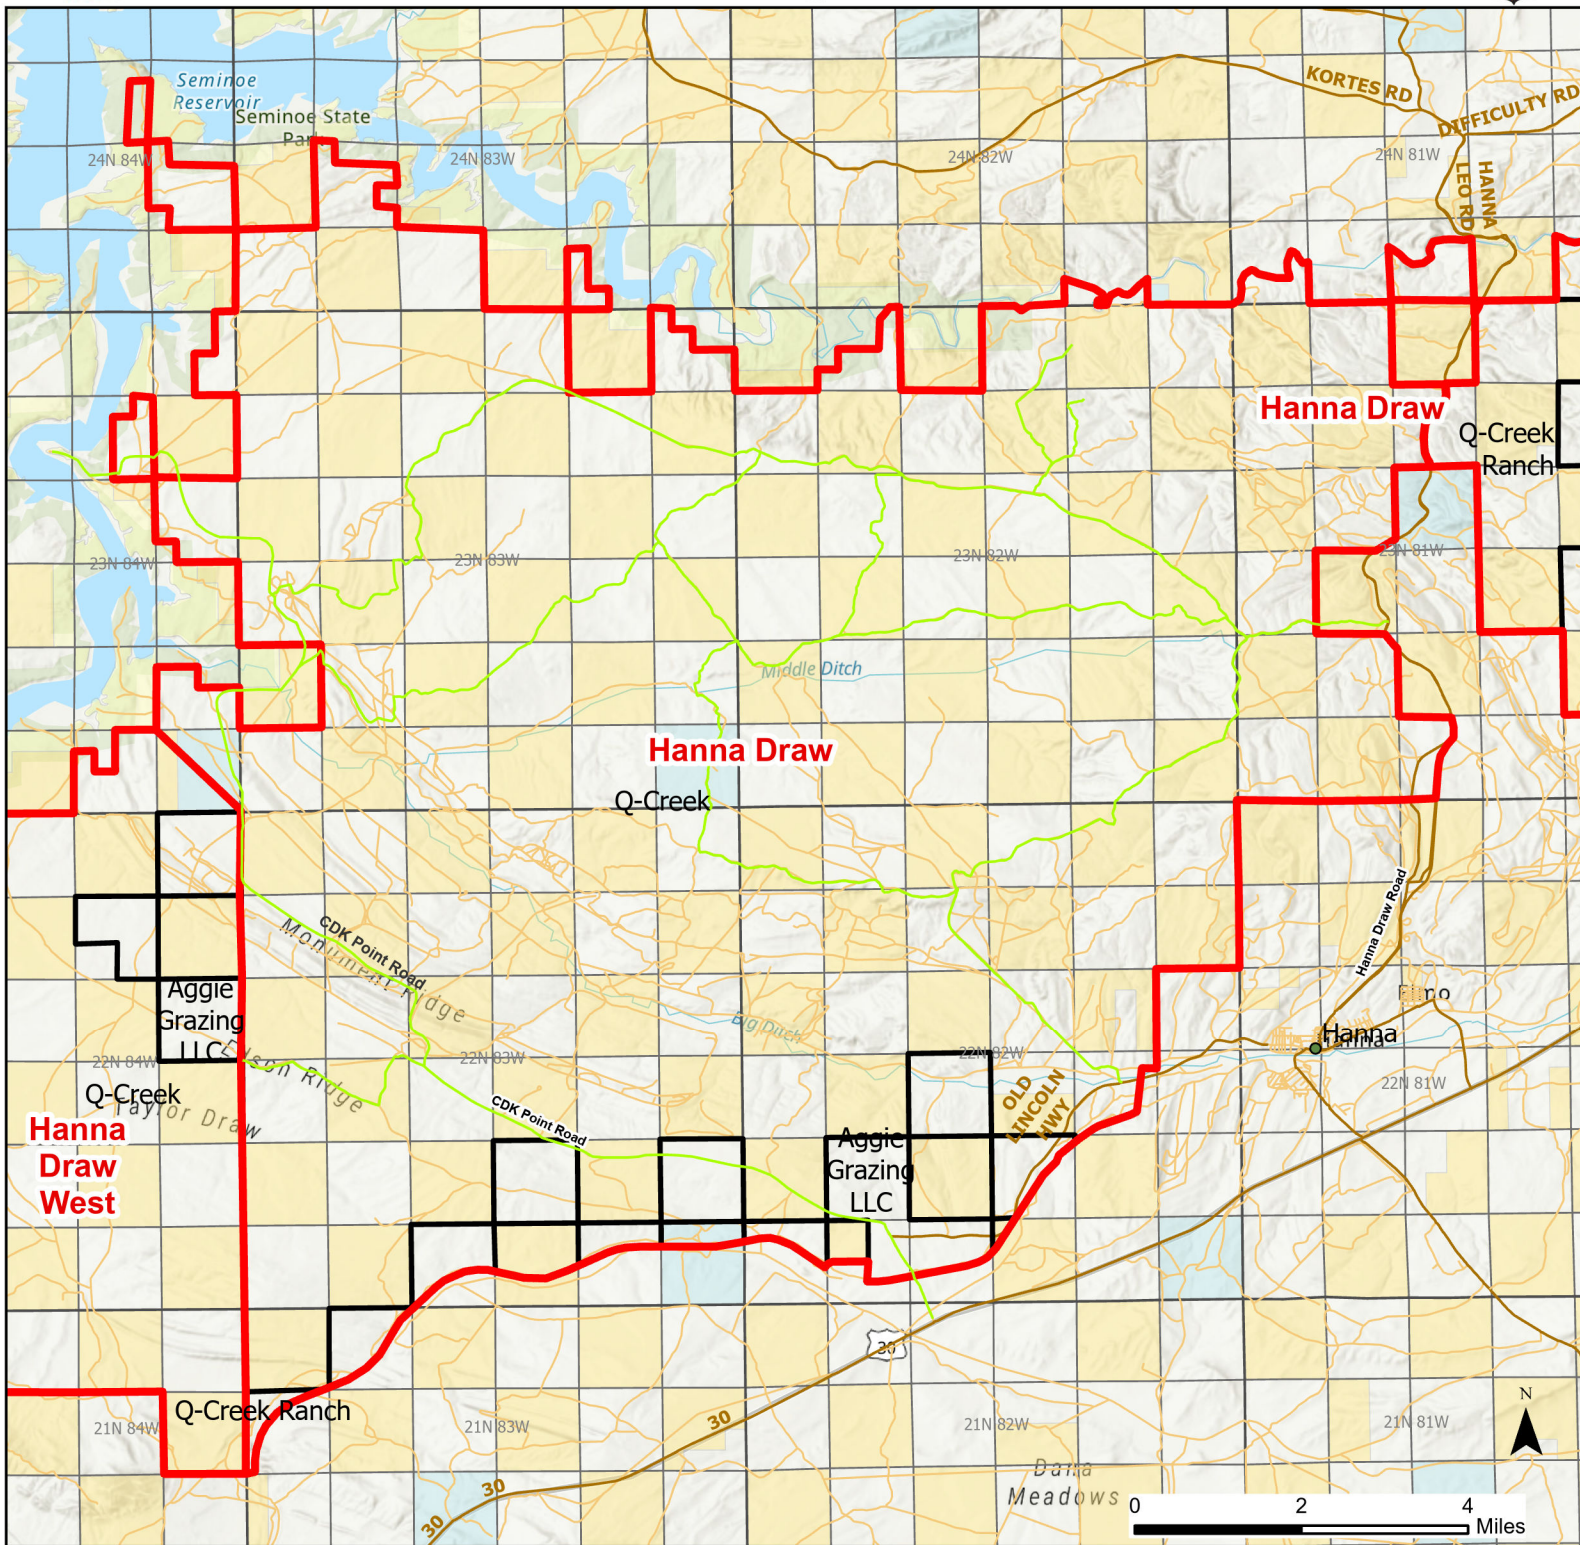 Seminoe
Reservoir
Seminoe State
Park
KORTES RD
DIFFICULTY RD
24N 84W
24N 83W
24N 82W
24N 81W
HANNA
LEO RD
Hanna Draw
Q-Creek
Ranch
23N 84W
23N 83W
23N 82W
23N 81W
Middle Ditch
Hanna Draw
Q-Creek
Hanna Draw Road
CDK Point Road
Monument Ridge
Aggie
Grazing
LLC
Big Ditch
Elmo
Hanna
Hanna
22N 84W
22N 83W
22N 82W
22N 81W
Ridge
Q-Creek
Taylor Draw
Hanna
Draw
West
CDK Point Road
OLD
LINCOLN
HWY
Aggie
Grazing
LLC
30
Q-Creek Ranch
21N 84W
21N 83W
30
21N 82W
21N 81W
N
Dana
Meadows
30
30
0 2 4
Miles